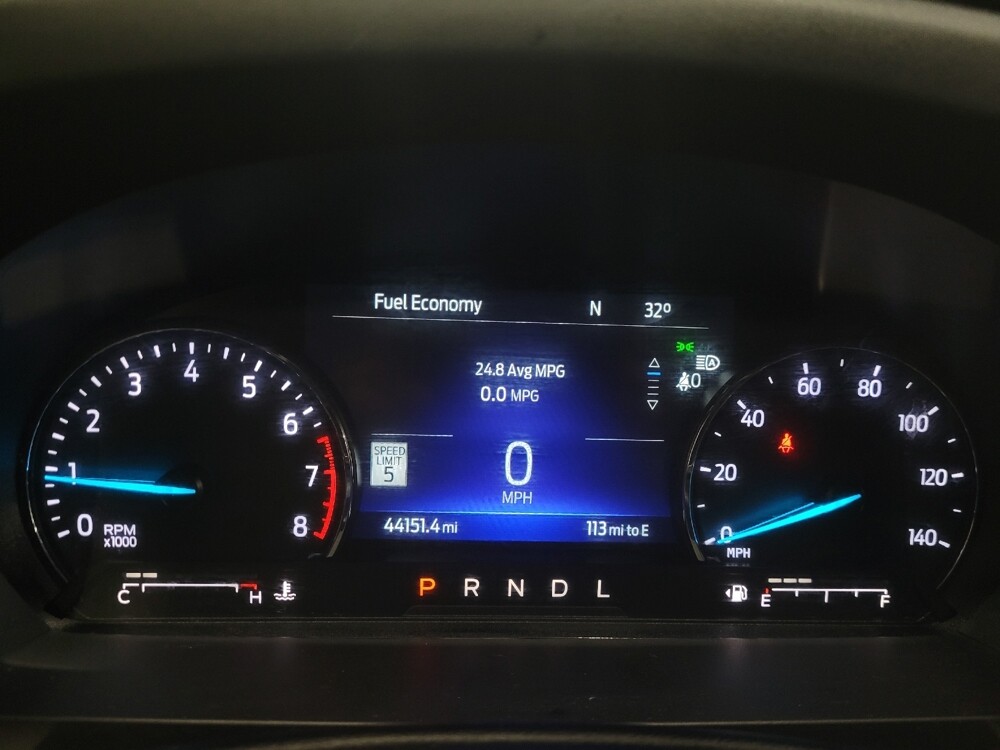 Fuel Economy N 32º
24.8 Avg MPG
0.0 MPG
0
SPEED
LIMIT
5
0
MPH
44151.4 mi 113 mi to E
0 1 2 3 4 5 6 7 8
RPM
x1000
0 20 40 60 80 100 120 140
MPH
C H
P R N D L
E F